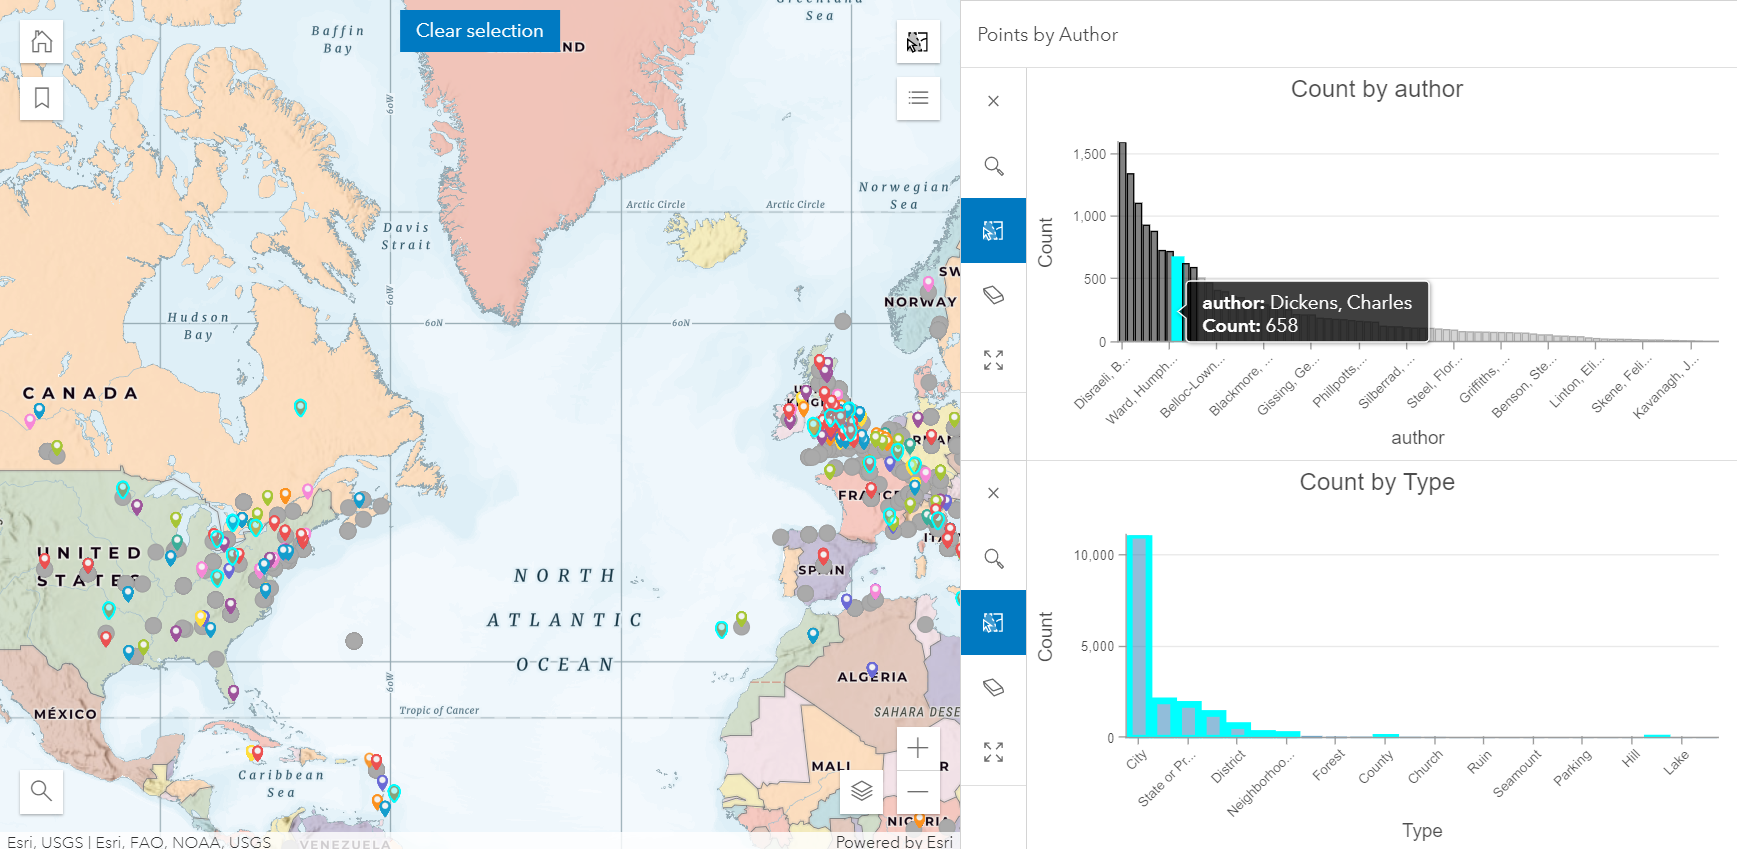 Clear selection
Baffin
Bay
Greenland
Sea
ND
60W
Arctic Circle
Arctic Circle
Norwegian
Sea
Davis
Strait
60W
SW
NORWAY
Hudson
Bay
60N
60N
CANADA
FRANCE
UNITED
STATES
SPAIN
NORTH
ATLANTIC
OCEAN
60W
ALGERIA
MÉXICO
Tropic of Cancer
SAHARA DESE
MALI
R
Caribbean
Sea
NIGERIA
VENEZUELA
Esri, USGS | Esri, FAO, NOAA, USGS
Powered by Esri
Points by Author
Count by author
Count
1,500
1,000
500
0
author: Dickens, Charles
Count: 658
Disraeli, B...
Ward, Humph...
Belloc-Lown...
Blackmore, ...
Gissing, Ge...
Phillpotts,...
Silberrad, ...
Steel, Flor...
Griffiths, ...
Benson, Ste...
Linton, Eli...
Skene, Feli...
Kavanagh, J...
author
Count by Type
Count
10,000
5,000
0
City
State or Pr...
District
Neighborhoo...
Forest
County
Church
Ruin
Seamount
Parking
Hill
Lake
Type